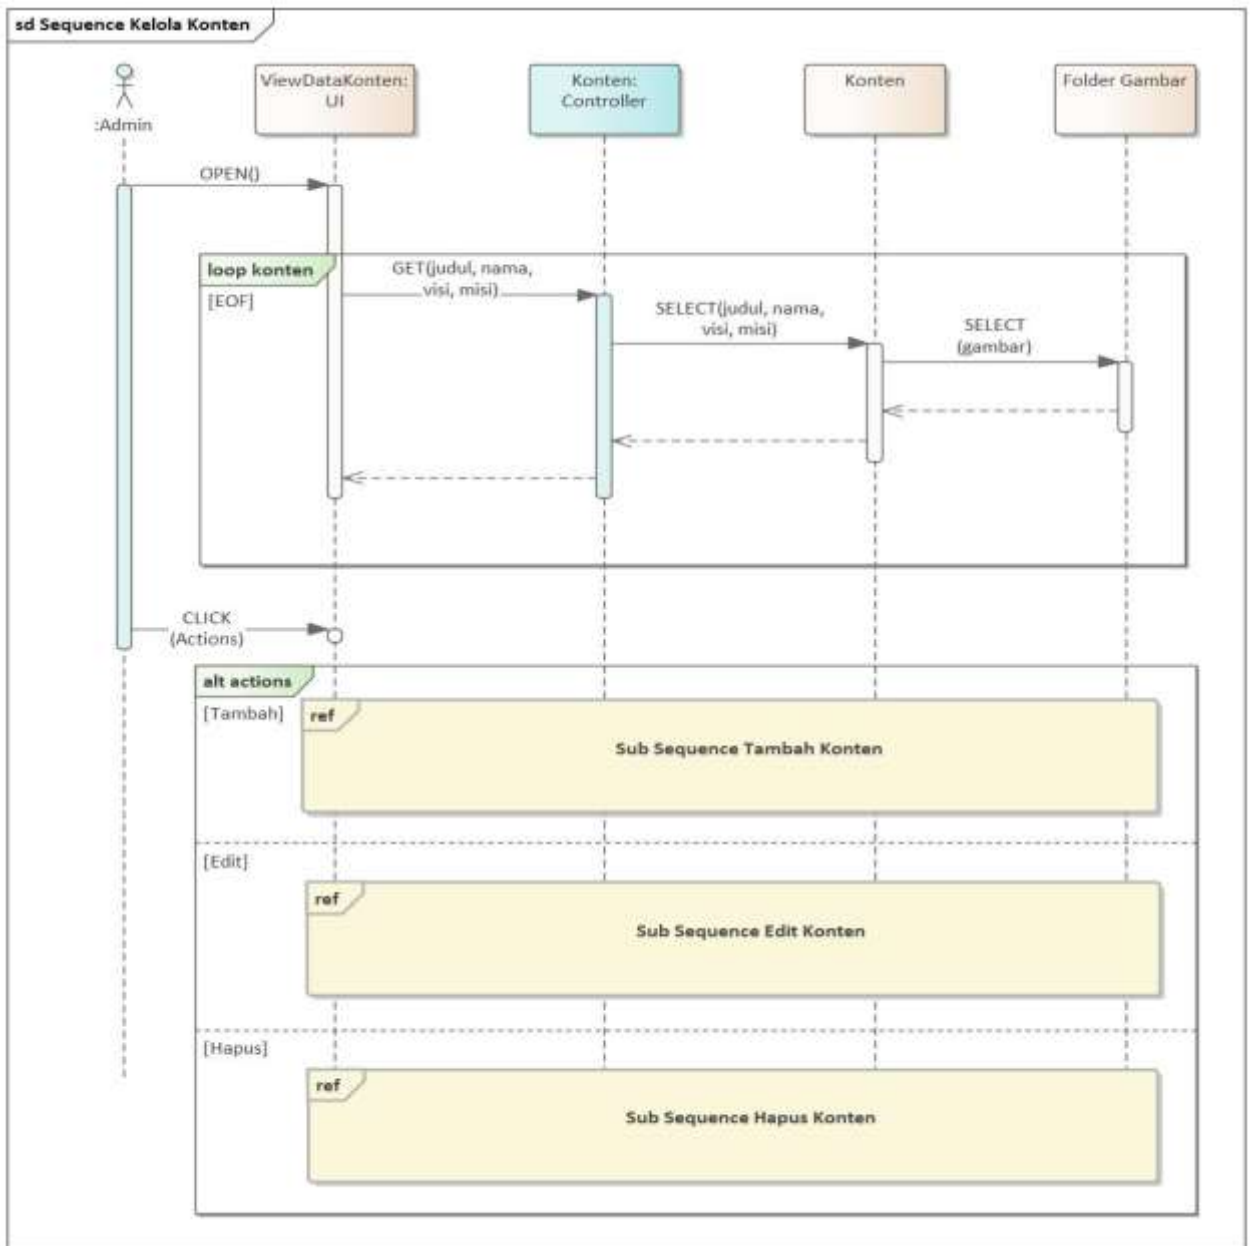 sd Sequence Kelola Konten
:Admin
ViewDataKonten:
UI
Konten:
Controller
Konten
Folder Gambar
OPEN()
loop konten
[EOF]
GET(judul, nama,
visi, misi)
SELECT(judul, nama,
visi, misi)
SELECT
(gambar)
CLICK
(Actions)
alt actions
[Tambah]
ref
Sub Sequence Tambah Konten
[Edit]
ref
Sub Sequence Edit Konten
[Hapus]
ref
Sub Sequence Hapus Konten